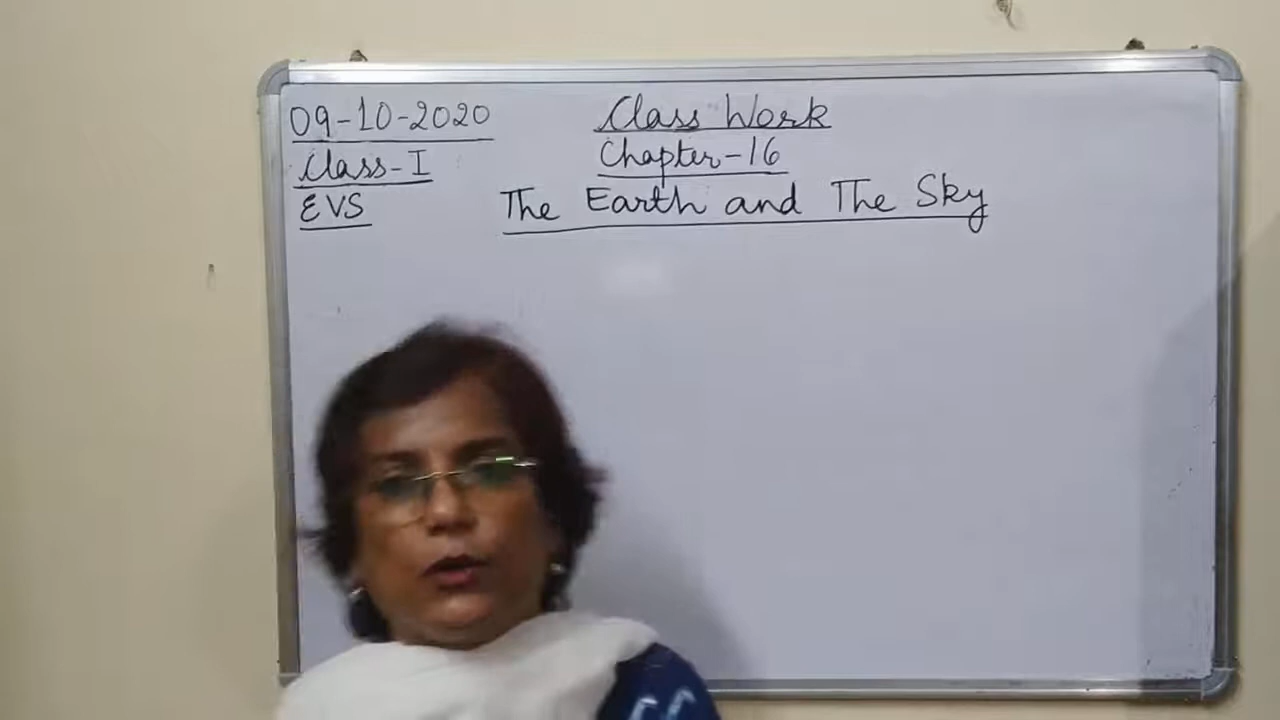 09-10-2020
Class Work
Class-I
Chapter-16
EVS
The Earth and The Sky